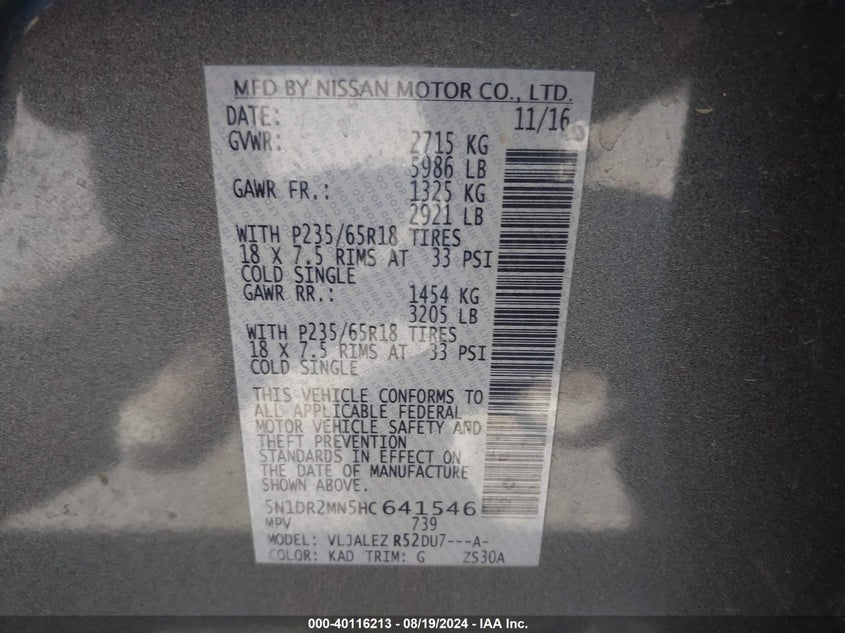 MFD BY NISSAN MOTOR CO., LTD.
DATE: 11/16
GVWR: 2715 KG
5986 LB
GAWR FR.: 1325 KG
2921 LB
WITH P235/65R18 TIRES
18 X 7.5 RIMS AT 33 PSI
COLD SINGLE
GAWR RR.: 1454 KG
3205 LB
WITH P235/65R18 TIRES
18 X 7.5 RIMS AT 33 PSI
COLD SINGLE
THIS VEHICLE CONFORMS TO
ALL APPLICABLE FEDERAL
MOTOR VEHICLE SAFETY AND
THEFT PREVENTION
STANDARDS IN EFFECT ON
THE DATE OF MANUFACTURE
SHOWN ABOVE.
5N1DR2MN5HC641546
MPV 739
MODEL: VLJALEZ R52DU7---A-
COLOR: KAD TRIM: G ZS30A
000-40116213 - 08/19/2024 - IAA Inc.